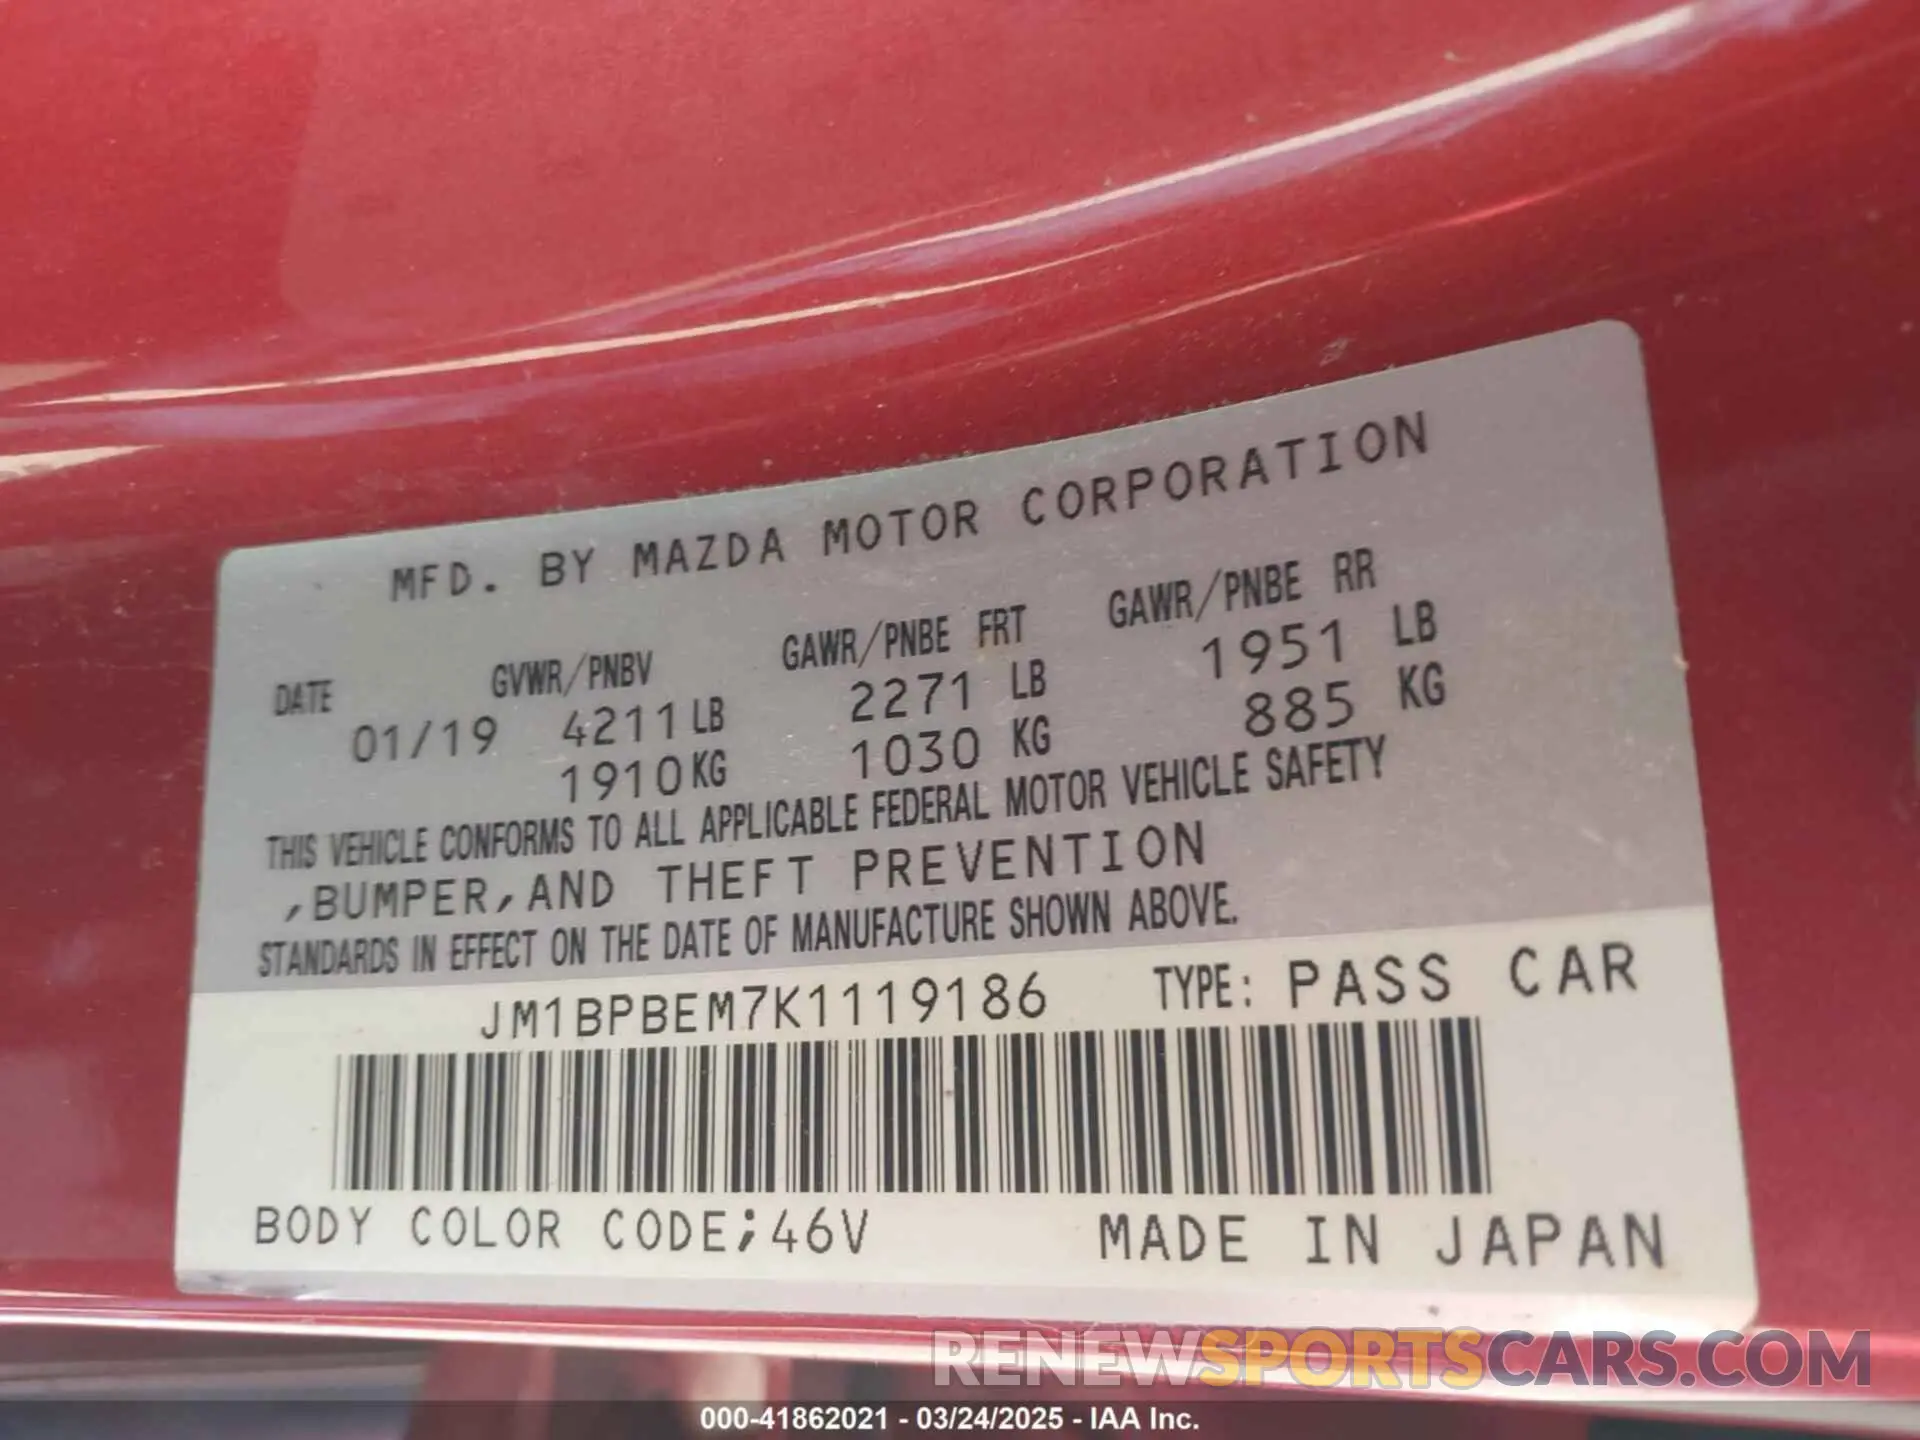 MFD. BY MAZDA MOTOR CORPORATION
DATE GVWR/PNBV GAWR/PNBE FRT GAWR/PNBE RR
01/19 4211 LB 2271 LB 1951 LB
1910 KG 1030 KG 885 KG
THIS VEHICLE CONFORMS TO ALL APPLICABLE FEDERAL MOTOR VEHICLE SAFETY
,BUMPER,AND THEFT PREVENTION
STANDARDS IN EFFECT ON THE DATE OF MANUFACTURE SHOWN ABOVE.
JM1BPBEM7K1119186 TYPE: PASS CAR
BODY COLOR CODE;46V MADE IN JAPAN
RENEWSPORTSCARS.COM
000-41862021 - 03/24/2025 - IAA Inc.